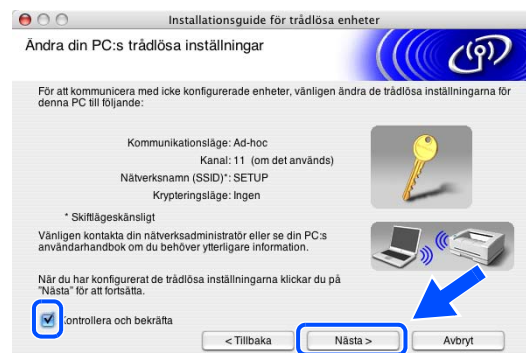 Installationsguide för trådlösa enheter
Ändra din PC:s trådlösa inställningar
För att kommunicera med icke konfigurerade enheter, vänligen ändra de trådlösa inställningarna för
denna PC till följande:
Kommunikationsläge: Ad-hoc
Kanal: 11 (om det används)
Nätverksnamn (SSID)*: SETUP
Krypteringsläge: Ingen
* Skiftlägeskänsligt
Vänligen kontakta din nätverksadministratör eller se din PC:s
användarhandbok om du behöver ytterligare information.
När du har konfigurerat de trådlösa inställningarna klickar du på
"Nästa" för att fortsätta.
Kontrollera och bekräfta
< Tillbaka
Nästa >
Avbryt